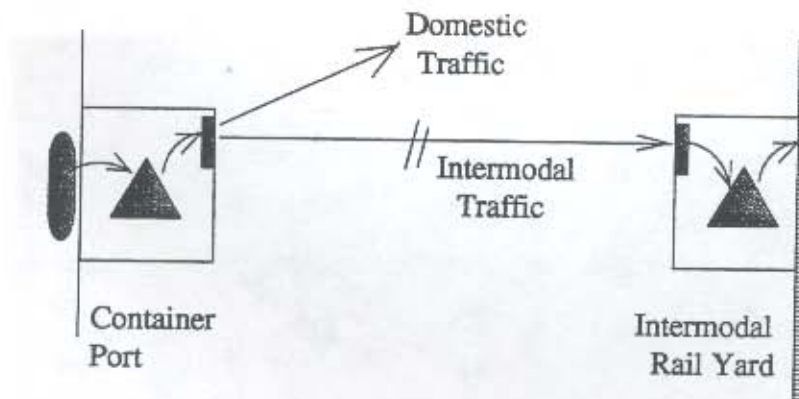 Domestic
Traffic
Intermodal
Traffic
Container
Port
Intermodal
Rail Yard